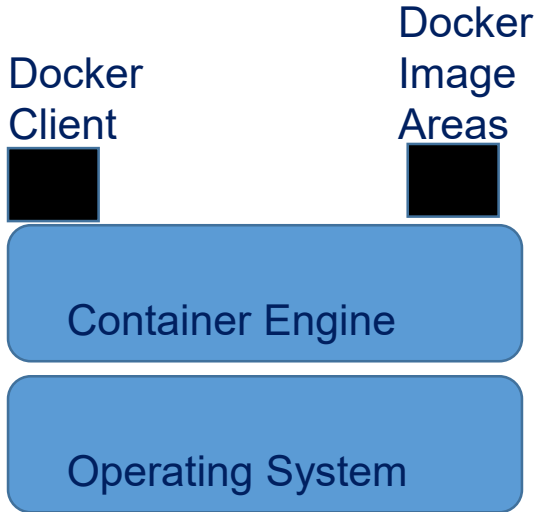 Docker
Client
Docker
Image
Areas
Container Engine
Operating System